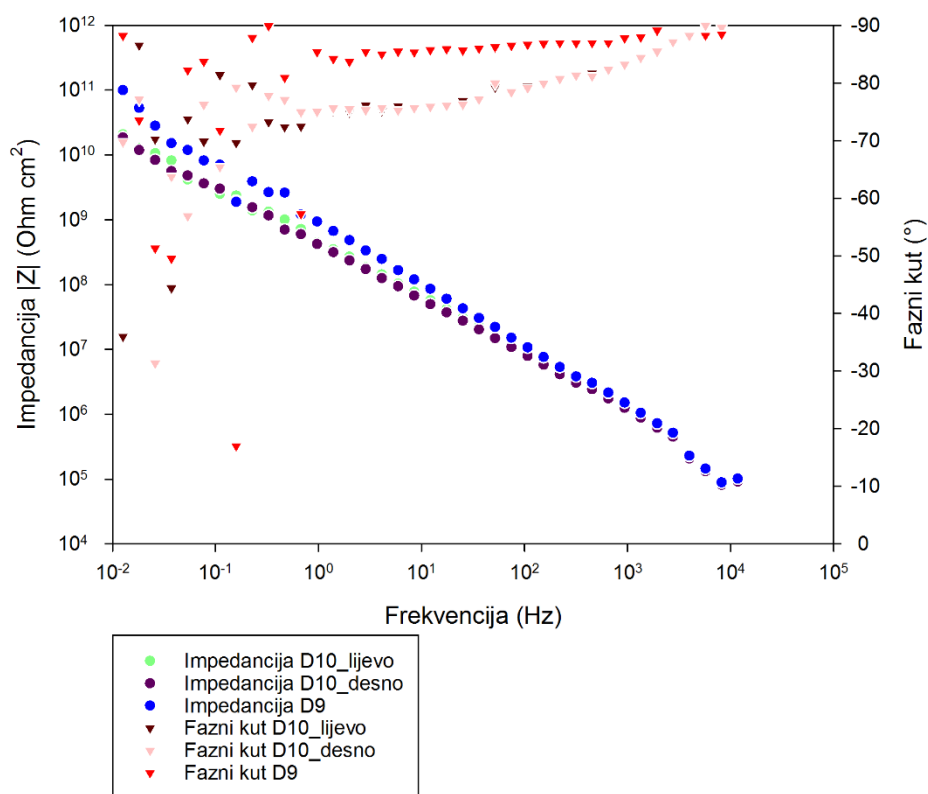 10¹² -90
10¹¹ -80
10¹⁰ -70
10⁹ -60
10⁸ -50
10⁷ -40
10⁶ -30
10⁵ -20
10⁴ -10
0
Impedancija |Z| (Ohm cm²)
Fazni kut (°)
10⁻² 10⁻¹ 10⁰ 10¹ 10² 10³ 10⁴ 10⁵
Frekvencija (Hz)
Impedancija D10_lijevo
Impedancija D10_desno
Impedancija D9
Fazni kut D10_lijevo
Fazni kut D10_desno
Fazni kut D9